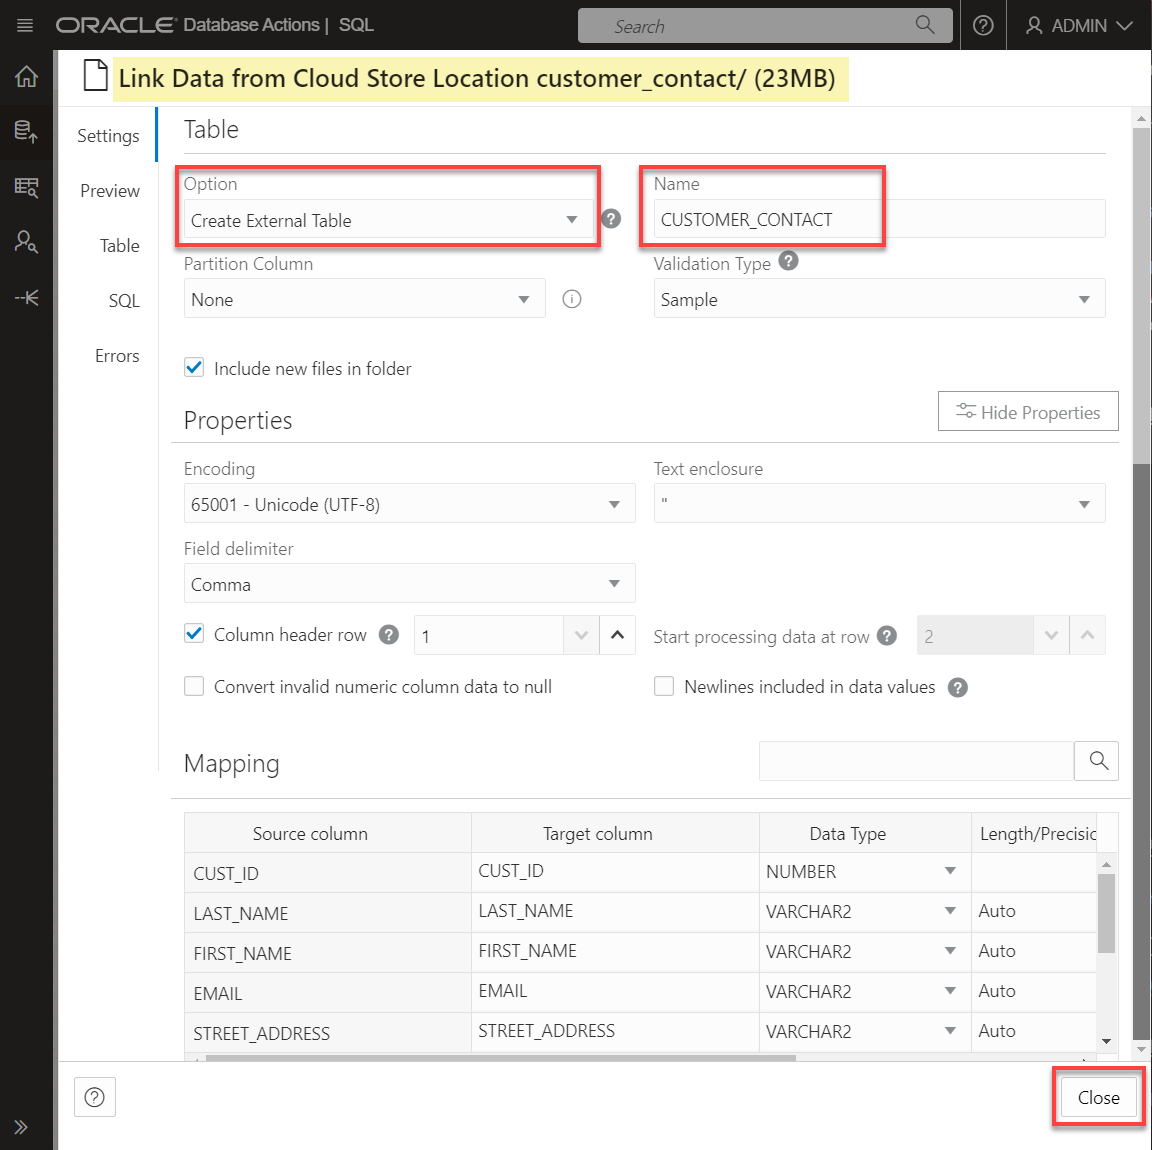 ORACLE Database Actions | SQL
Search
ADMIN
Link Data from Cloud Store Location customer_contact/ (23MB)
Settings
Preview
Table
SQL
Errors
Table
Option
Name
Create External Table
CUSTOMER_CONTACT
Partition Column
Validation Type
None
Sample
Include new files in folder
Properties
Hide Properties
Encoding
Text enclosure
65001 - Unicode (UTF-8)
"
Field delimiter
Comma
Column header row
1
Start processing data at row
2
Convert invalid numeric column data to null
Newlines included in data values
Mapping
Source column Target column Data Type Length/Precisic
CUST_ID CUST_ID NUMBER
LAST_NAME LAST_NAME VARCHAR2 Auto
FIRST_NAME FIRST_NAME VARCHAR2 Auto
EMAIL EMAIL VARCHAR2 Auto
STREET_ADDRESS STREET_ADDRESS VARCHAR2 Auto
Close